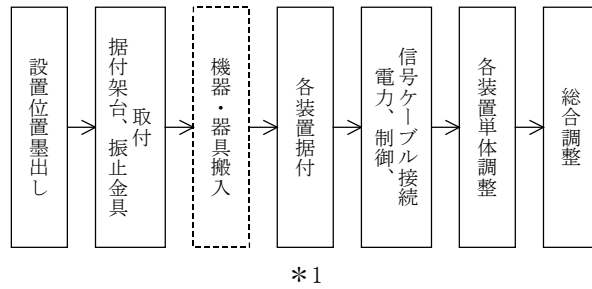 設置位置墨出し
据付架台、振止金具
取付
機器・器具搬入
各装置据付
電力、制御、
信号ケーブル接続
各装置単体調整
総合調整
＊1